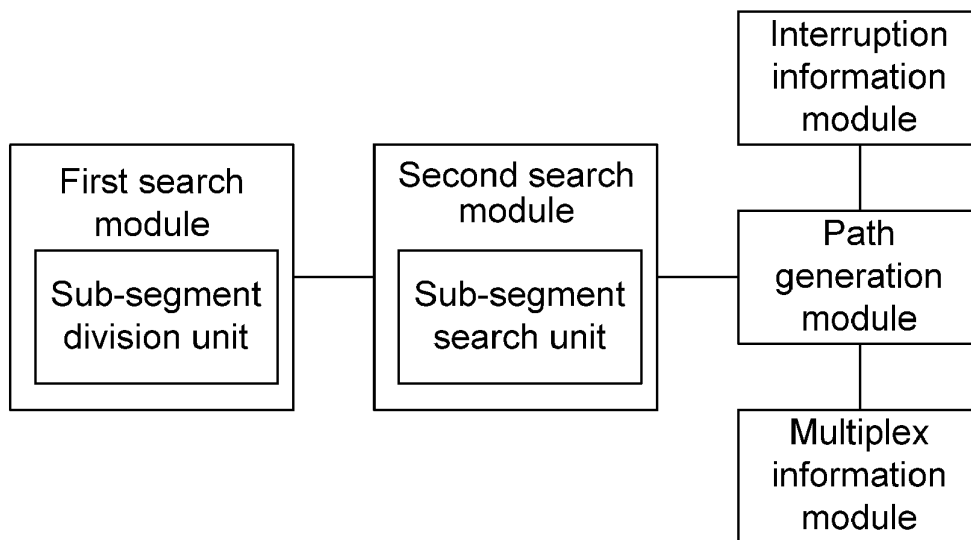 First search
module
Sub-segment
division unit
Second search
module
Sub-segment
search unit
Interruption
information
module
Path
generation
module
Multiplex
information
module